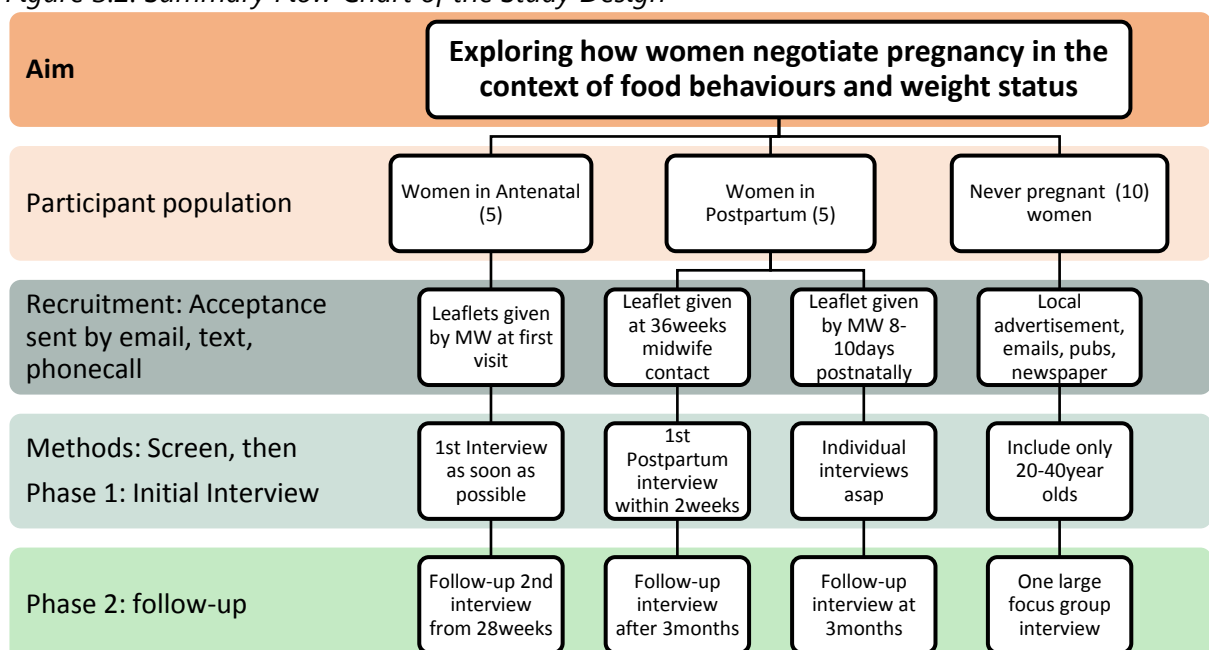 Figure 3.2: Summary Flow Chart of the Study Design
Aim
Exploring how women negotiate pregnancy in the
context of food behaviours and weight status
Participant population
Women in Antenatal
(5)
Women in
Postpartum (5)
Never pregnant (10)
women
Recruitment: Acceptance
sent by email, text,
phonecall
Leaflets given
by MW at first
visit
Leaflet given
at 36weeks
midwife
contact
Leaflet given
by MW 8-
10days
postnatally
Local
advertisement,
emails, pubs,
newspaper
Methods: Screen, then
Phase 1: Initial Interview
1st Interview
as soon as
possible
1st
Postpartum
interview
within 2weeks
Individual
interviews
asap
Include only
20-40year
olds
Phase 2: follow-up
Follow-up 2nd
interview
from 28weeks
Follow-up
interview
after 3months
Follow-up
interview at
3months
One large
focus group
interview